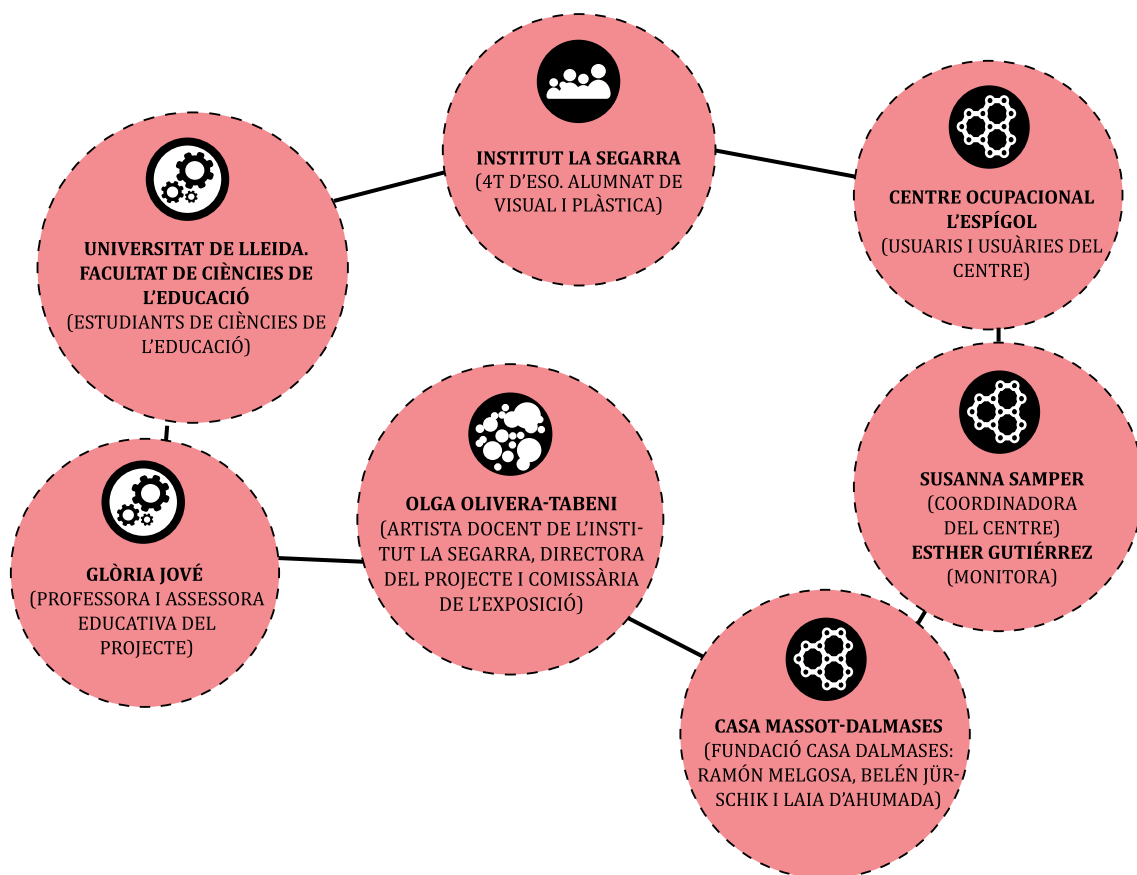 INSTITUT LA SEGARRA
(4T D'ESO. ALUMNAT DE
VISUAL I PLÀSTICA)
CENTRE OCUPACIONAL
L'ESPÍGOL
(USUARIS I USUÀRIES DEL
CENTRE)
UNIVERSITAT DE LLEIDA.
FACULTAT DE CIÈNCIES DE
L'EDUCACIÓ
(ESTUDIANTS DE CIÈNCIES DE
L'EDUCACIÓ)
SUSANNA SAMPER
(COORDINADORA
DEL CENTRE)
ESTHER GUTIÉRREZ
(MONITORA)
OLGA OLIVERA-TABENI
(ARTISTA DOCENT DE L'INSTI-
TUT LA SEGARRA, DIRECTORA
DEL PROJECTE I COMISSÀRIA
DE L'EXPOSICIÓ)
GLÒRIA JOVÉ
(PROFESSORA I ASSESSORA
EDUCATIVA DEL
PROJECTE)
CASA MASSOT-DALMASES
(FUNDACIÓ CASA DALMASES:
RAMÓN MELGOSA, BELÉN JÜR-
SCHIK I LAIA D'AHUMADA)